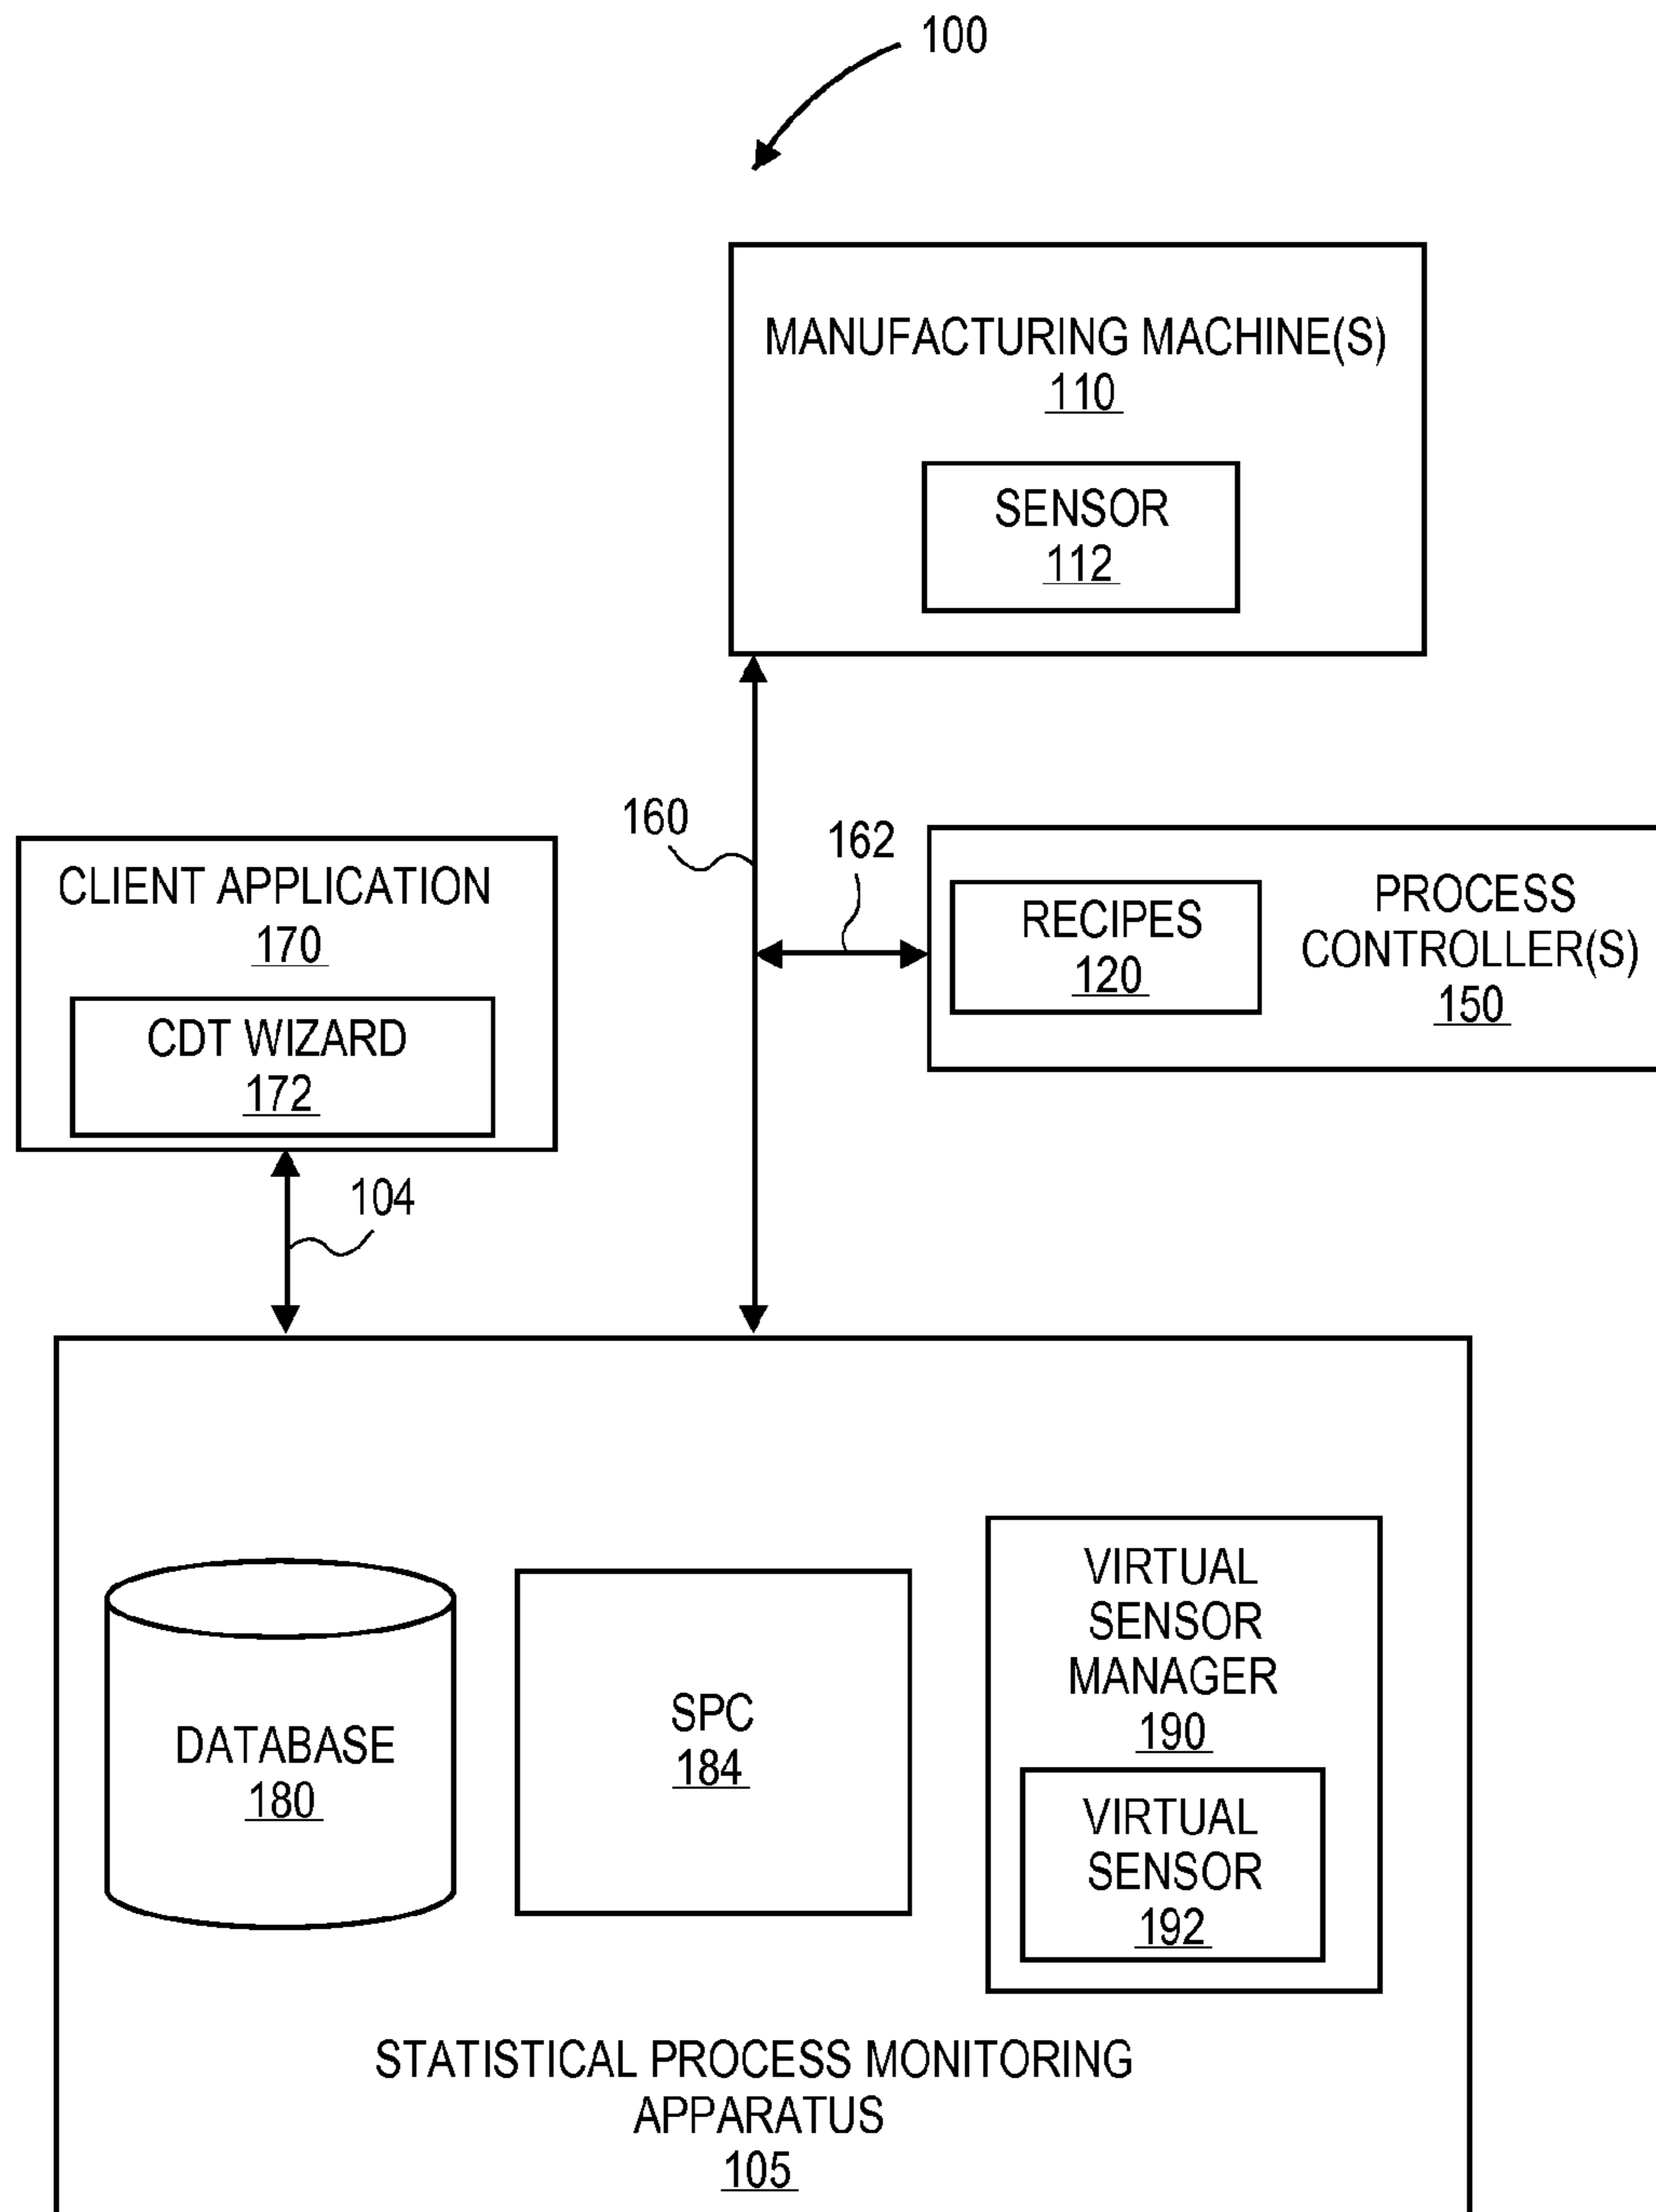 100
MANUFACTURING MACHINE(S)
110
SENSOR
112
160
162
CLIENT APPLICATION
170
CDT WIZARD
172
RECIPES
120
PROCESS
CONTROLLER(S)
150
104
DATABASE
180
SPC
184
VIRTUAL
SENSOR
MANAGER
190
VIRTUAL
SENSOR
192
STATISTICAL PROCESS MONITORING
APPARATUS
105